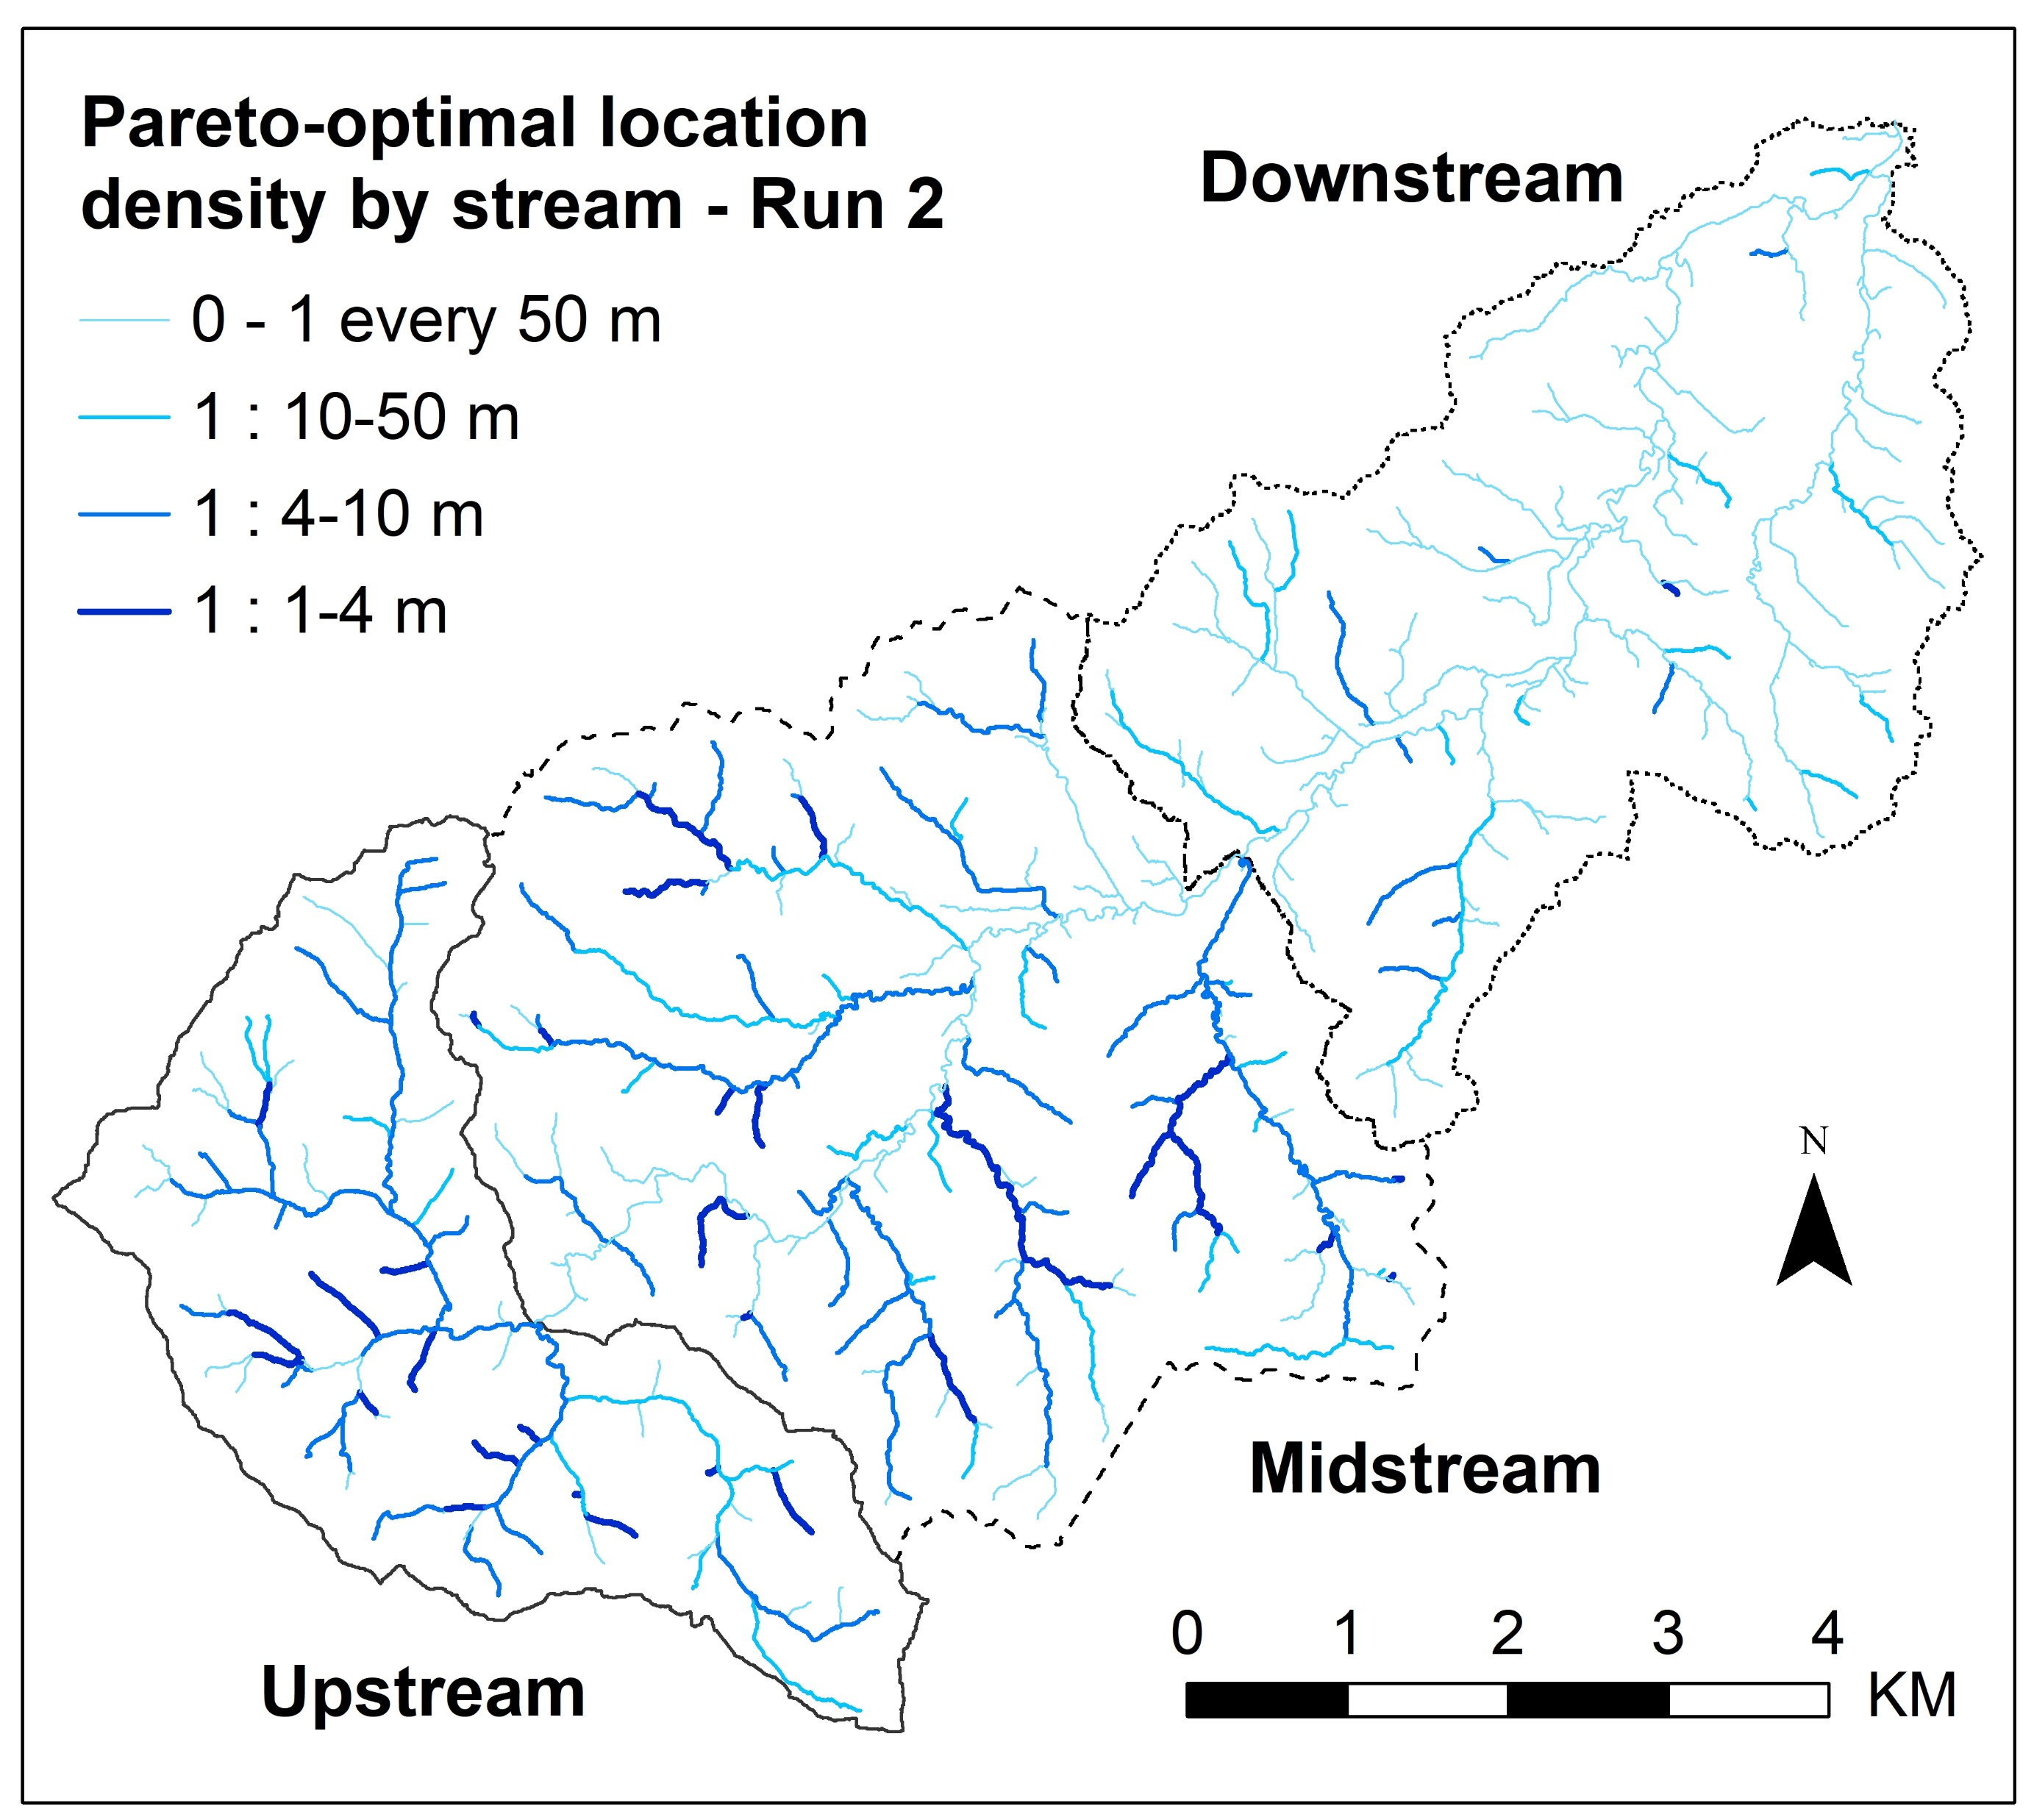 Pareto-optimal location
density by stream - Run 2
0 - 1 every 50 m
1 : 10-50 m
1 : 4-10 m
1 : 1-4 m
Downstream
N
Midstream
Upstream
0 1 2 3 4
KM